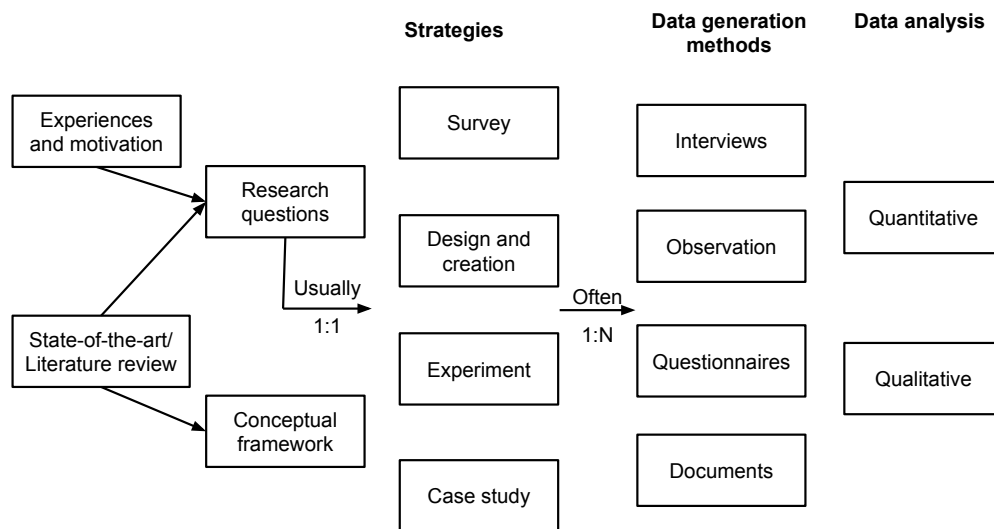 Strategies
Data generation
methods
Data analysis
Experiences
and motivation
Research
questions
State-of-the-art/
Literature review
Conceptual
framework
Usually
1:1
Survey
Design and
creation
Experiment
Case study
Often
1:N
Interviews
Observation
Questionnaires
Documents
Quantitative
Qualitative